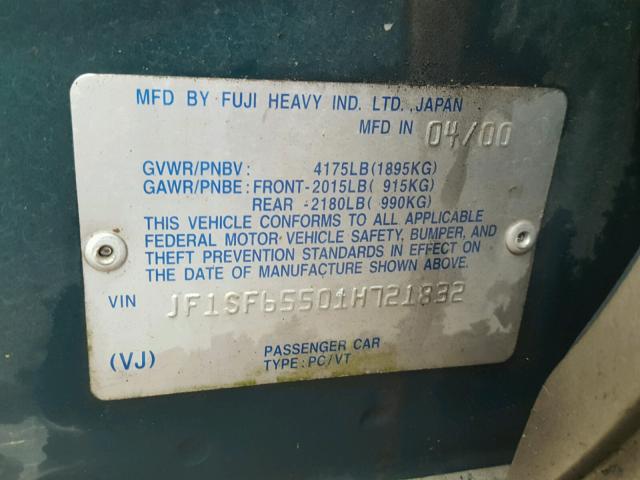 MFD BY FUJI HEAVY IND. LTD., JAPAN
MFD IN 04/00
GVWR/PNBV: 4175LB(1895KG)
GAWR/PNBE: FRONT-2015LB( 915KG)
REAR -2180LB( 990KG)
THIS VEHICLE CONFORMS TO ALL APPLICABLE
FEDERAL MOTOR VEHICLE SAFETY, BUMPER, AND
THEFT PREVENTION STANDARDS IN EFFECT ON
THE DATE OF MANUFACTURE SHOWN ABOVE.
VIN JF1SF65501H721832
(VJ) PASSENGER CAR
TYPE:PC/VT